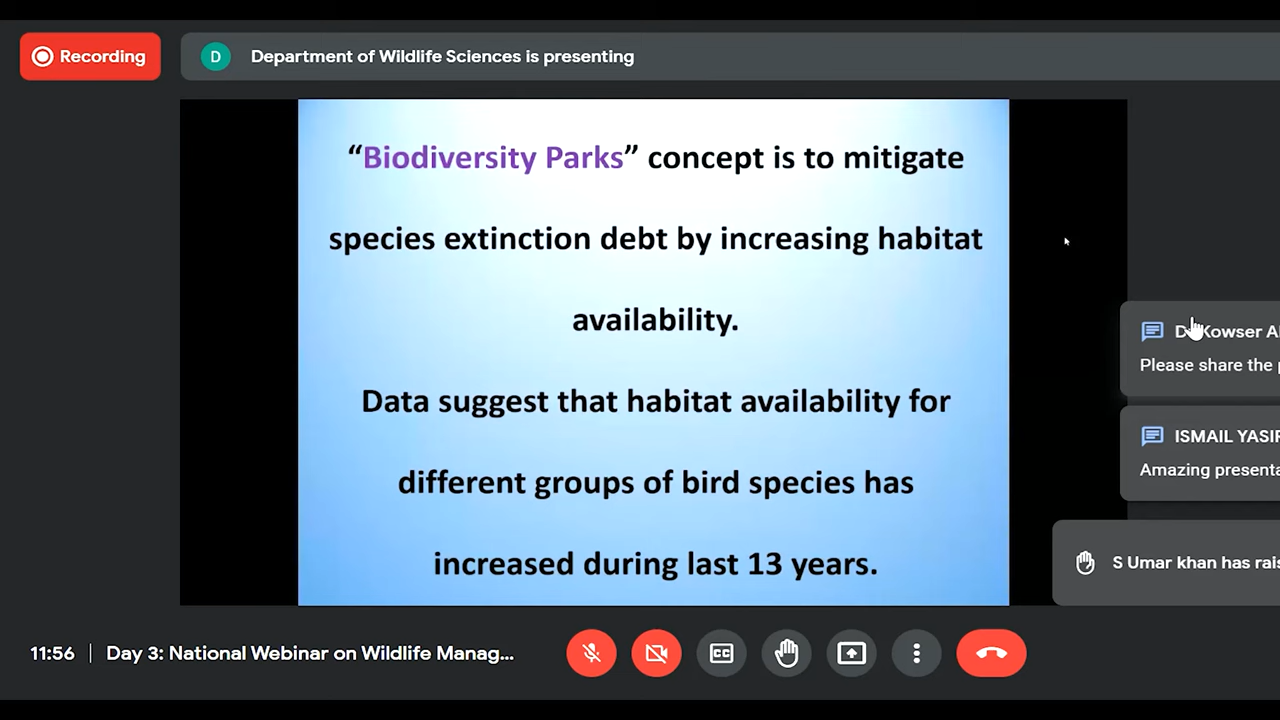 Recording
D
Department of Wildlife Sciences is presenting
“Biodiversity Parks” concept is to mitigate
species extinction debt by increasing habitat
availability.
Data suggest that habitat availability for
different groups of bird species has
increased during last 13 years.
Kowser
Please share the
ISMAIL YASIR
Amazing
S Umar khan has
11:56 | Day 3: National Webinar on Wildlife Manag...
CC